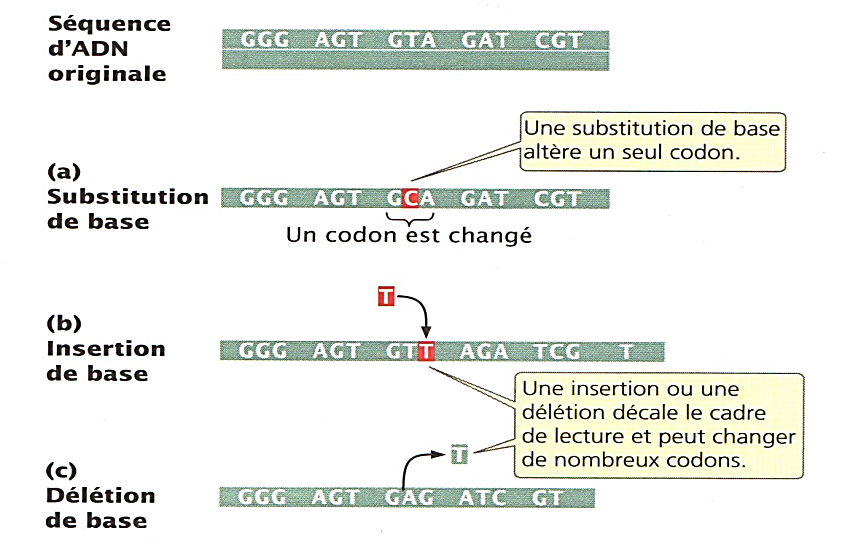 Séquence
d'ADN
originale
GGG AGT GTA GAT CGT
Une substitution de base
altère un seul codon.
(a)
Substitution
de base
GGG AGT GCA GAT CGT
Un codon est changé
T
(b)
Insertion
de base
GGG AGT GTT AGA TCG T
Une insertion ou une
délétion décale le cadre
de lecture et peut changer
de nombreux codons.
T
(c)
Délétion
de base
GGG AGT GAG ATC GT